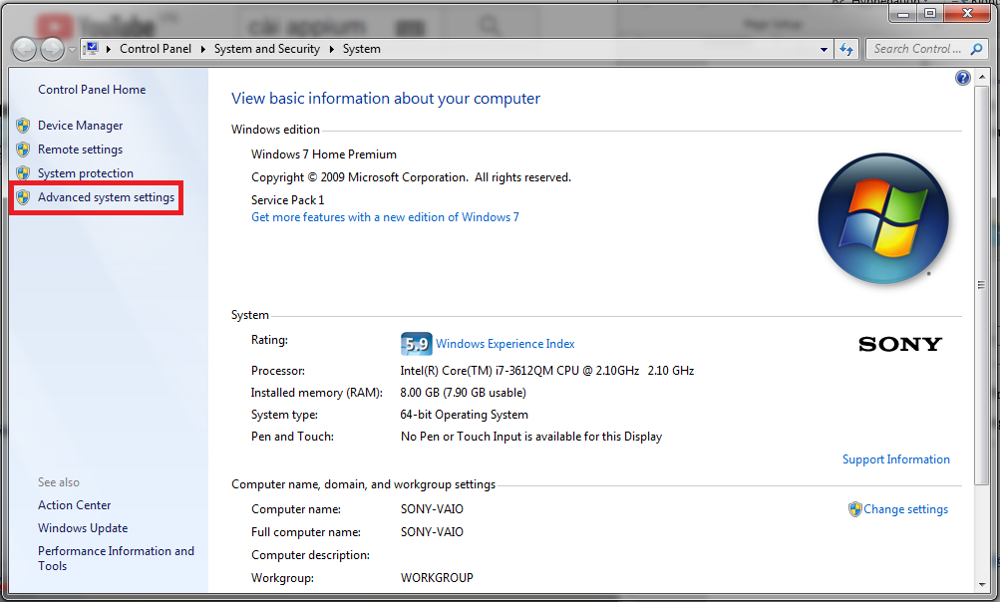 YouTube
cài appium
Page Setup
Control Panel
System and Security
System
Search Control ...
Control Panel Home
Device Manager
Remote settings
System protection
Advanced system settings
See also
Action Center
Windows Update
Performance Information and
Tools
View basic information about your computer
Windows edition
Windows 7 Home Premium
Copyright © 2009 Microsoft Corporation. All rights reserved.
Service Pack 1
Get more features with a new edition of Windows 7
System
Rating:
5,9 Windows Experience Index
SONY
Processor: Intel(R) Core(TM) i7-3612QM CPU @ 2.10GHz 2.10 GHz
Installed memory (RAM): 8.00 GB (7.90 GB usable)
System type: 64-bit Operating System
Pen and Touch: No Pen or Touch Input is available for this Display
Support Information
Computer name, domain, and workgroup settings
Computer name: SONY-VAIO
Change settings
Full computer name: SONY-VAIO
Computer description:
Workgroup: WORKGROUP